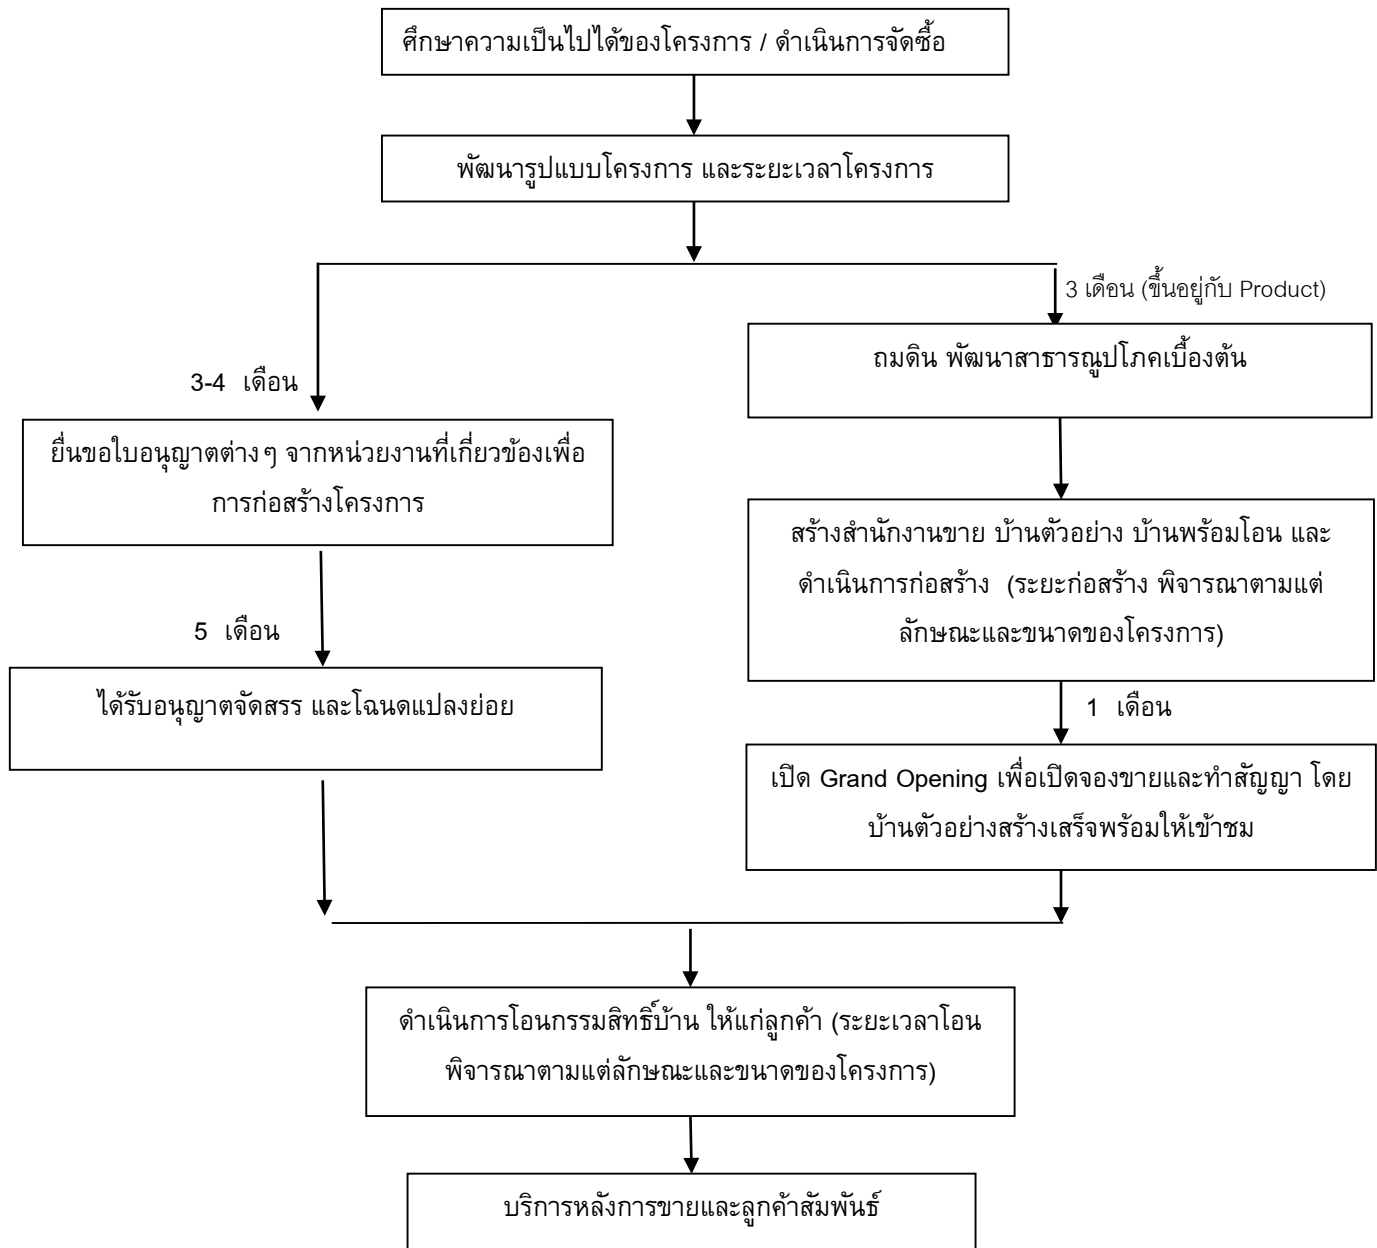 ศึกษาความเป็นไปได้ของโครงการ / ดำเนินการจัดซื้อ
พัฒนารูปแบบโครงการ และระยะเวลาโครงการ
3 เดือน (ขึ้นอยู่กับ Product)
ถมดิน พัฒนาสาธารณูปโภคเบื้องต้น
3-4 เดือน
ยื่นขอใบอนุญาตต่างๆ จากหน่วยงานที่เกี่ยวข้องเพื่อ
การก่อสร้างโครงการ
สร้างสำนักงานขาย บ้านตัวอย่าง บ้านพร้อมโอน และ
ดำเนินการก่อสร้าง (ระยะก่อสร้าง พิจารณาตามแต่
ลักษณะและขนาดของโครงการ)
5 เดือน
ได้รับอนุญาตจัดสรร และโฉนดแปลงย่อย
1 เดือน
เปิด Grand Opening เพื่อเปิดจองขายและทำสัญญา โดย
บ้านตัวอย่างสร้างเสร็จพร้อมให้เข้าชม
ดำเนินการโอนกรรมสิทธิ์บ้าน ให้แก่ลูกค้า (ระยะเวลาโอน
พิจารณาตามแต่ลักษณะและขนาดของโครงการ)
บริการหลังการขายและลูกค้าสัมพันธ์